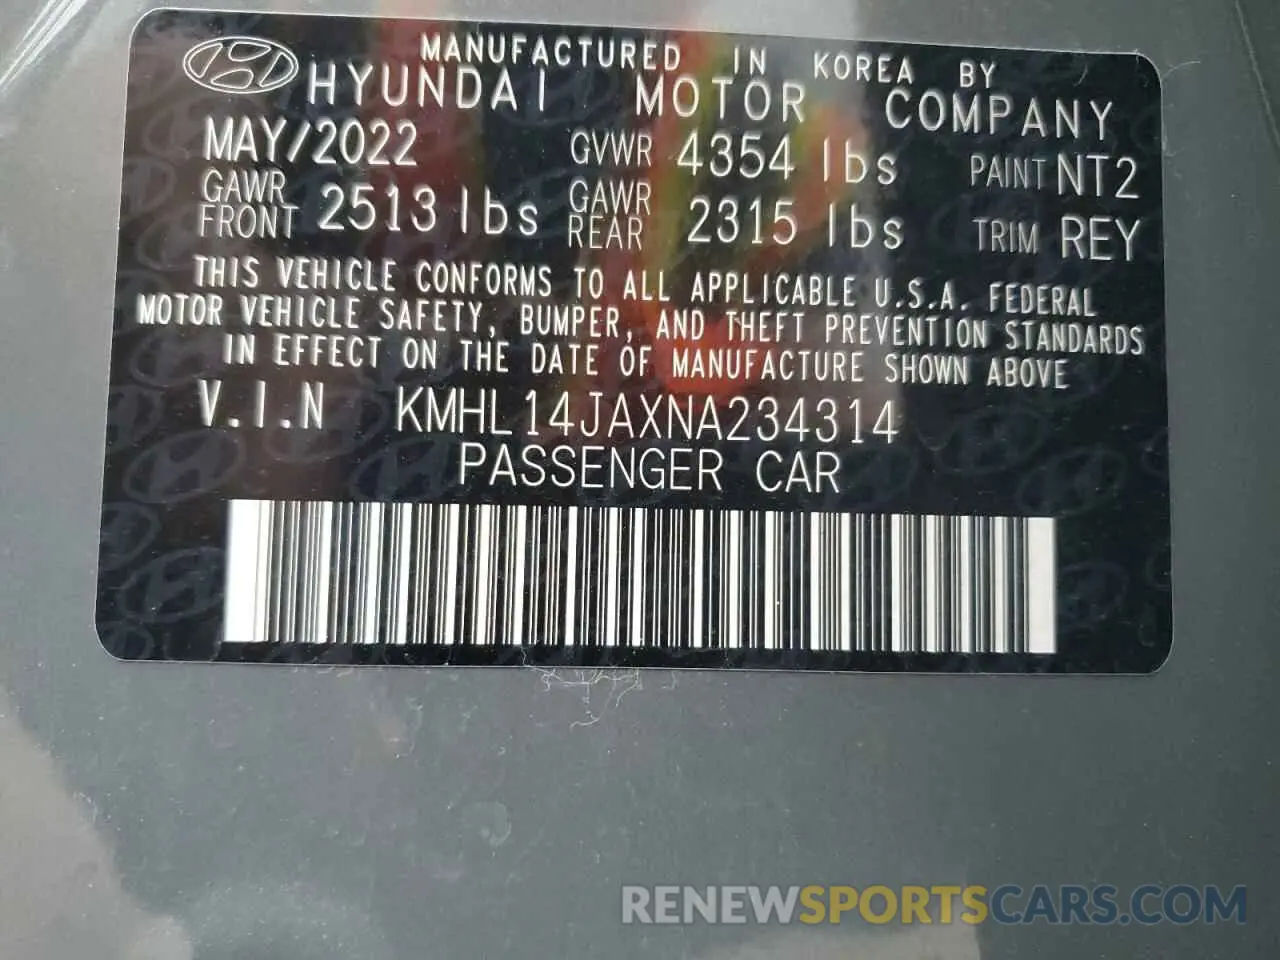 MANUFACTURED IN KOREA BY
HYUNDAI MOTOR COMPANY
MAY/2022 GVWR 4354 lbs PAINT NT2
GAWR FRONT 2513 lbs GAWR REAR 2315 lbs TRIM REY
THIS VEHICLE CONFORMS TO ALL APPLICABLE U.S.A. FEDERAL
MOTOR VEHICLE SAFETY, BUMPER, AND THEFT PREVENTION STANDARDS
IN EFFECT ON THE DATE OF MANUFACTURE SHOWN ABOVE
V.I.N KMHL14JAXNA234314
PASSENGER CAR
RENEWSPORTSCARS.COM